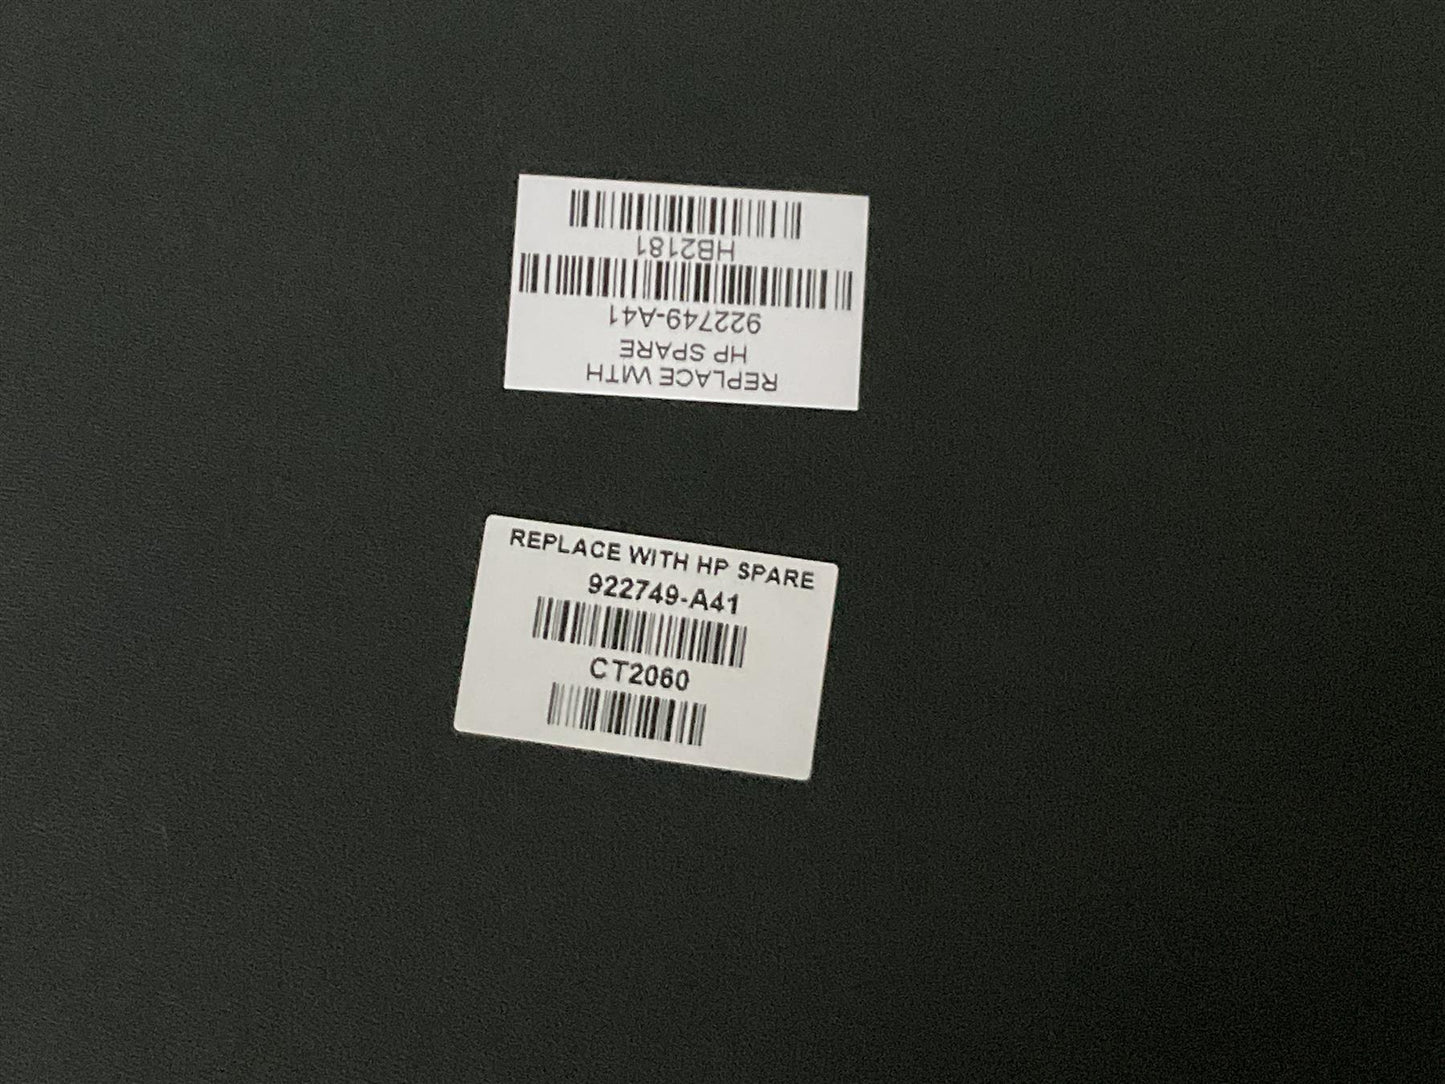 REPLACE WITH
HP SPARE
922749-A41
HB2181
REPLACE WITH HP SPARE
922749-A41
CT2060